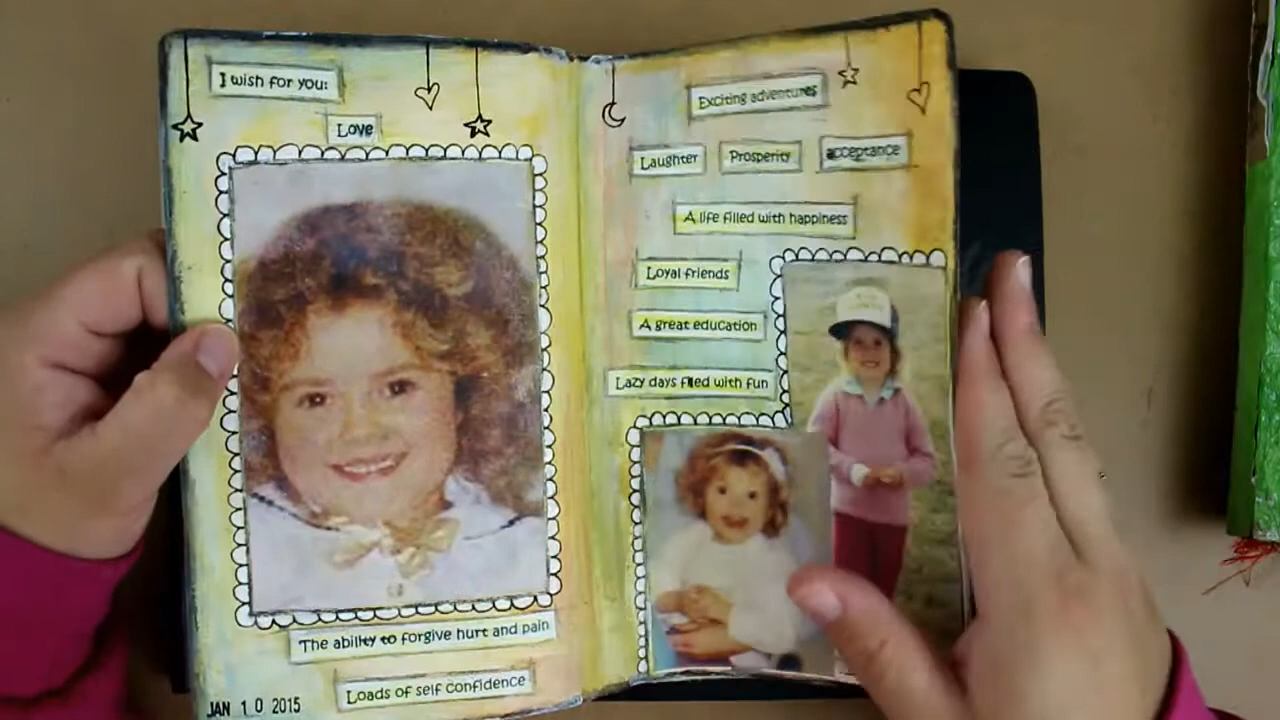 I wish for you:
Love
The ability to forgive hurt and pain
Loads of self confidence
JAN 10 2015
Exciting adventures
Laughter Prosperity acceptance
A life filled with happiness
Loyal friends
A great education
Lazy days filled with fun